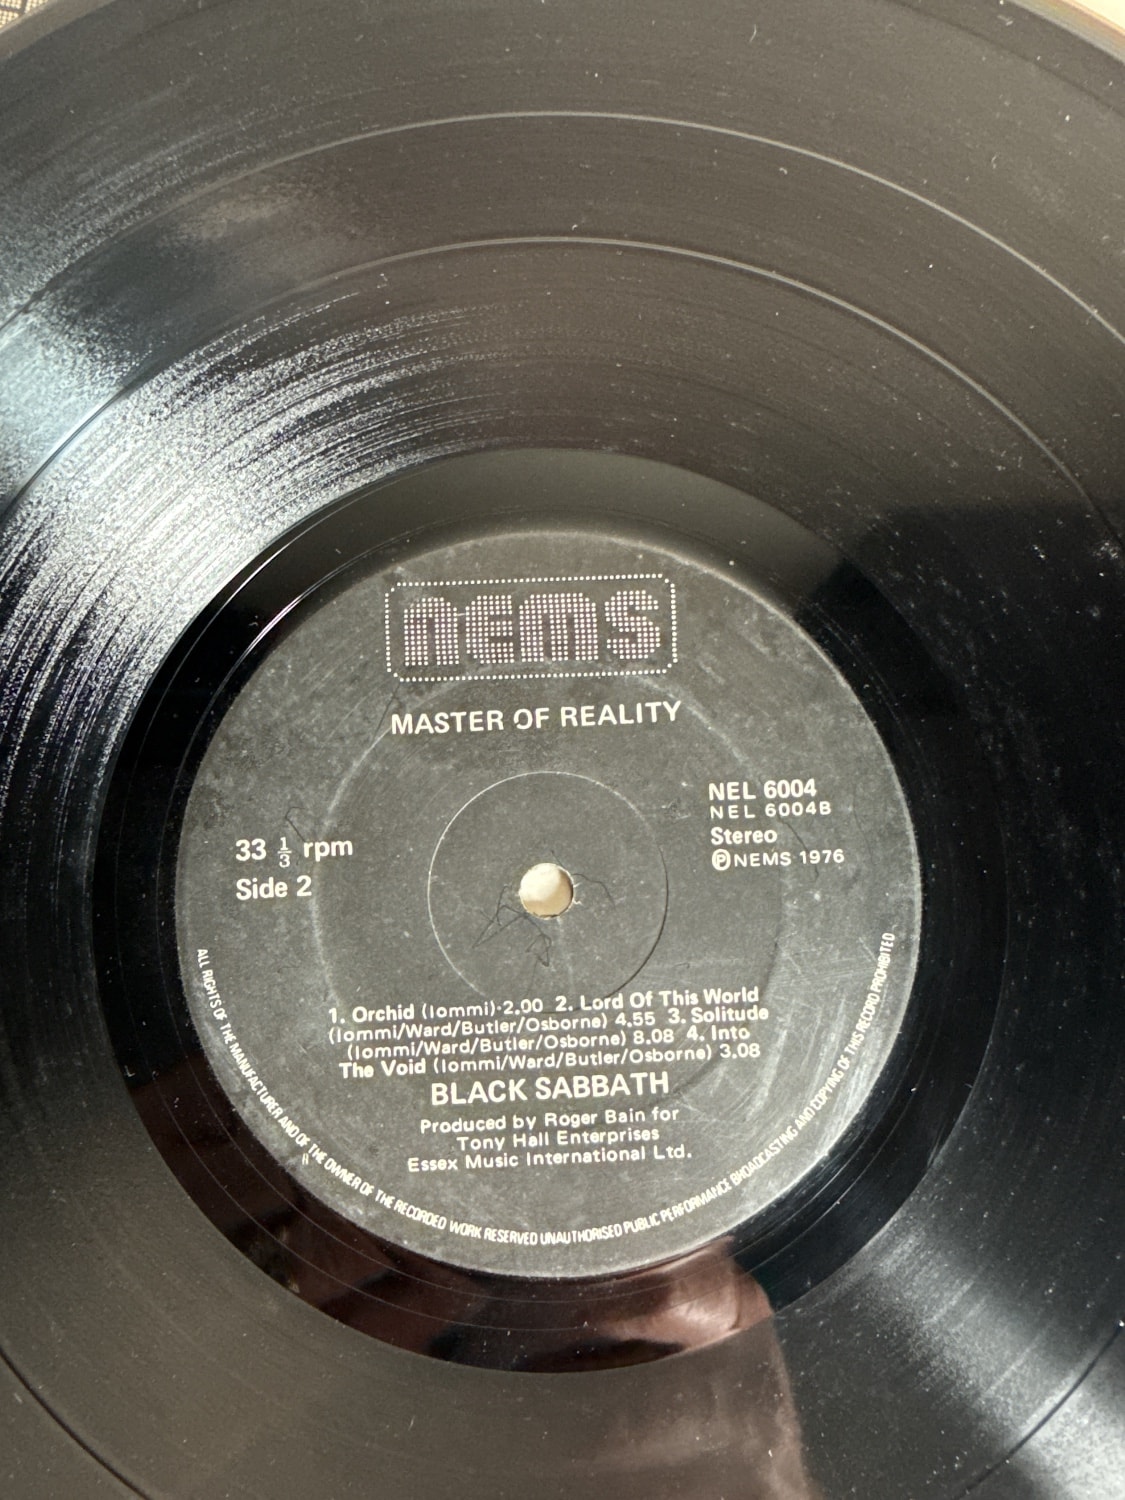 nems
MASTER OF REALITY
NEL 6004
NEL 6004B
Stereo
ⓅNEMS 1976
33 1/3 rpm
Side 2
1. Orchid (Iommi)·2.00 2. Lord Of This World
(Iommi/Ward/Butler/Osborne) 4.55 3. Solitude
(Iommi/Ward/Butler/Osborne) 8.08 4. Into
The Void (Iommi/Ward/Butler/Osborne) 3.08
BLACK SABBATH
Produced by Roger Bain for
Tony Hall Enterprises
Essex Music International Ltd.
ALL RIGHTS OF THE MANUFACTURER AND OF THE OWNER OF THE RECORDED WORK RESERVED UNAUTHORISED PUBLIC PERFORMANCE BROADCASTING AND COPYING OF THIS RECORD PROHIBITED